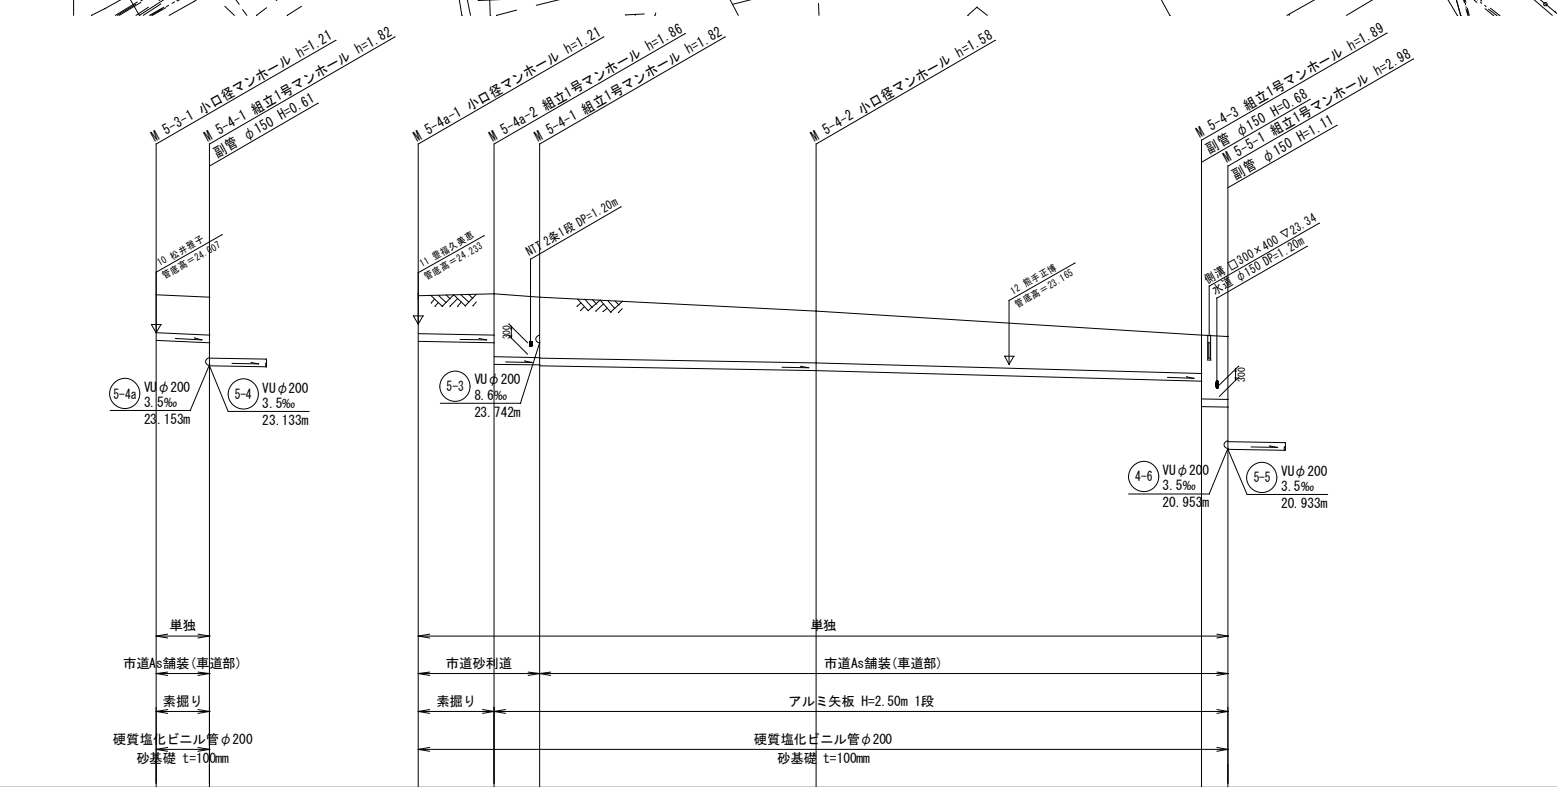 M 5-3-1 小口径マンホール h=1.21
M 5-4-1 組立1号マンホール h=1.82
副管 φ150 H=0.61
M 5-4a-1 小口径マンホール h=1.21
M 5-4a-2 組立1号マンホール h=1.86
M 5-4-1 組立1号マンホール h=1.82
M 5-4-2 小口径マンホール h=1.58
M 5-4-3 組立1号マンホール h=1.89
副管 φ150 H=0.68
M 5-5-1 組立1号マンホール h=2.98
副管 φ150 H=1.11
10 松井雅子
管底高=24.007
11 豊福久美恵
管底高=24.233
NTT 2条1段 DP=1.20m
12 熊手正博
管底高=23.165
側溝 □300×400 ▽23.34
水道 φ150 DP=1.20m
300
300
5-4a
VUφ200
3.5‰
23.153m
5-4
VUφ200
3.5‰
23.133m
5-3
VUφ200
8.6‰
23.742m
4-6
VUφ200
3.5‰
20.953m
5-5
VUφ200
3.5‰
20.933m
単独
単独
市道As舗装(車道部)
市道砂利道
市道As舗装(車道部)
素掘り
素掘り
アルミ矢板 H=2.50m 1段
硬質塩化ビニル管φ200
砂基礎 t=100mm
硬質塩化ビニル管φ200
砂基礎 t=100mm